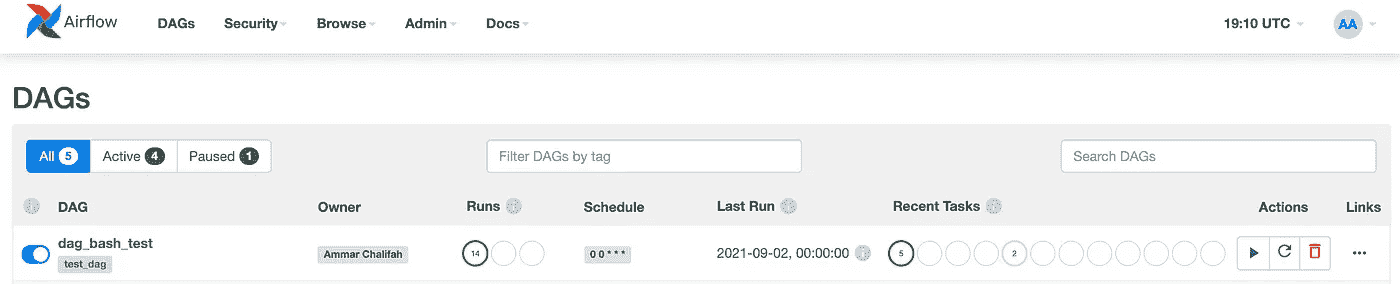 Airflow DAGs Security Browse Admin Docs 19:10 UTC AA
DAGs
All 5 Active 4 Paused 1 Filter DAGs by tag Search DAGs
DAG Owner Runs Schedule Last Run Recent Tasks Actions Links
dag_bash_test
test_dag Ammar Chalifah 14 0 0 * * * 2021-09-02, 00:00:00 5 2